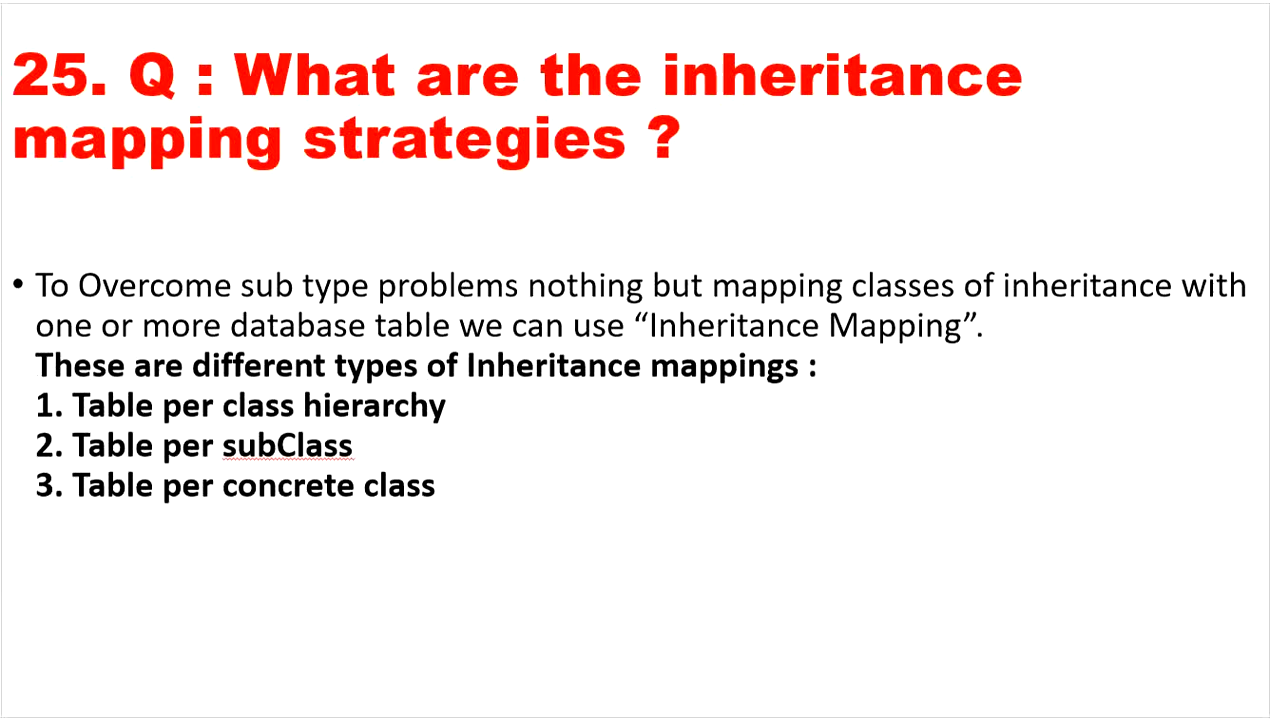 25. Q : What are the inheritance
mapping strategies ?
• To Overcome sub type problems nothing but mapping classes of inheritance with
one or more database table we can use “Inheritance Mapping”.
These are different types of Inheritance mappings :
1. Table per class hierarchy
2. Table per subClass
3. Table per concrete class